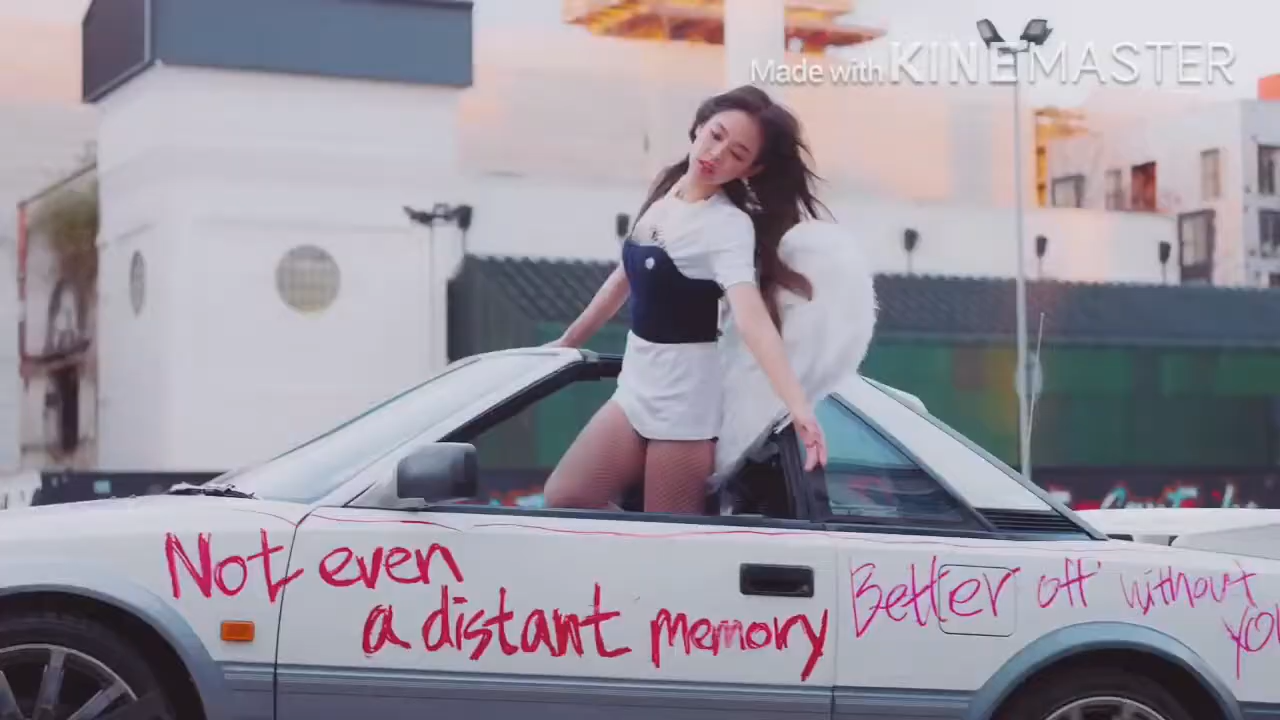 Made with KINEMASTER
Not even
a distant memory
Better off without
you